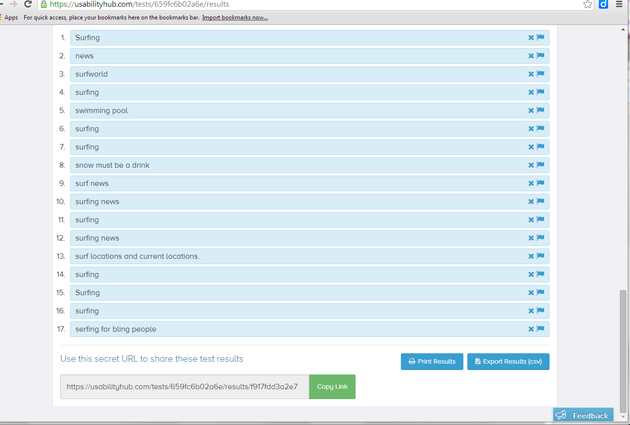 https://usabilityhub.com/tests/659fc6b02a6e/results
Apps For quick access, place your bookmarks here on the bookmarks bar. Import bookmarks now...
1. Surfing
2. news
3. surfworld
4. surfing
5. swimming pool
6. surfing
7. surfing
8. snow must be a drink
9. surf news
10. surfing news
11. surfing
12. surfing news
13. surf locations and current locations.
14. surfing
15. Surfing
16. surfing
17. serfing for bling people
Use this secret URL to share these test results
Print Results Export Results (csv)
https://usabilityhub.com/tests/659fc6b02a6e/results/f9f7fdd3a2e7 Copy Link
Feedback